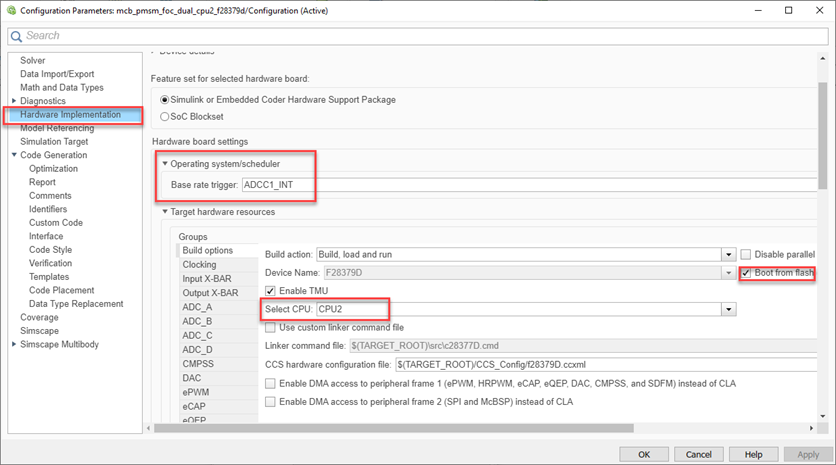 Configuration Parameters: mcb_pmsm_foc_dual_cpu2_f28379d/Configuration (Active)
Search
Solver
Data Import/Export
Math and Data Types
Diagnostics
Hardware Implementation
Model Referencing
Simulation Target
Code Generation
Optimization
Report
Comments
Identifiers
Custom Code
Interface
Code Style
Verification
Templates
Code Placement
Data Type Replacement
Coverage
Simscape
Simscape Multibody
Device details
Feature set for selected hardware board:
Simulink or Embedded Coder Hardware Support Package
SoC Blockset
Hardware board settings
Operating system/scheduler
Base rate trigger: ADCC1_INT
Target hardware resources
Groups
Build options
Clocking
Input X-BAR
Output X-BAR
ADC_A
ADC_B
ADC_C
ADC_D
CMPSS
DAC
ePWM
eCAP
eQEP
Build action: Build, load and run
Disable parallel
Device Name: F28379D
Boot from flash
Enable TMU
Select CPU: CPU2
Use custom linker command file
Linker command file: $(TARGET_ROOT)\src\c28377D.cmd
CCS hardware configuration file: $(TARGET_ROOT)/CCS_Config/f28379D.ccxml
Enable DMA access to peripheral frame 1 (ePWM, HRPWM, eCAP, eQEP, DAC, CMPSS, and SDFM) instead of CLA
Enable DMA access to peripheral frame 2 (SPI and McBSP) instead of CLA
OK
Cancel
Help
Apply